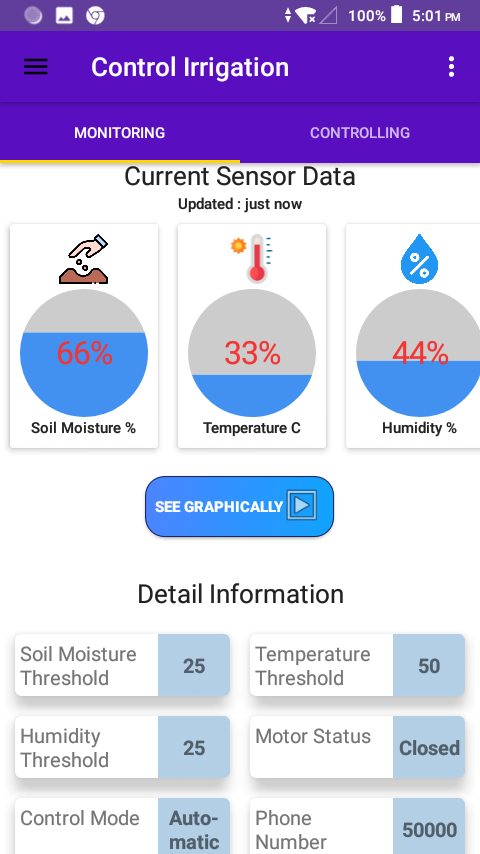 100% 5:01 PM
Control Irrigation
MONITORING CONTROLLING
Current Sensor Data
Updated : just now
66% 33% 44%
Soil Moisture % Temperature C Humidity %
SEE GRAPHICALLY
Detail Information
Soil Moisture
Threshold
25
Temperature
Threshold
50
Humidity
Threshold
25
Motor Status
Closed
Control Mode
Auto-
matic
Phone
Number
50000